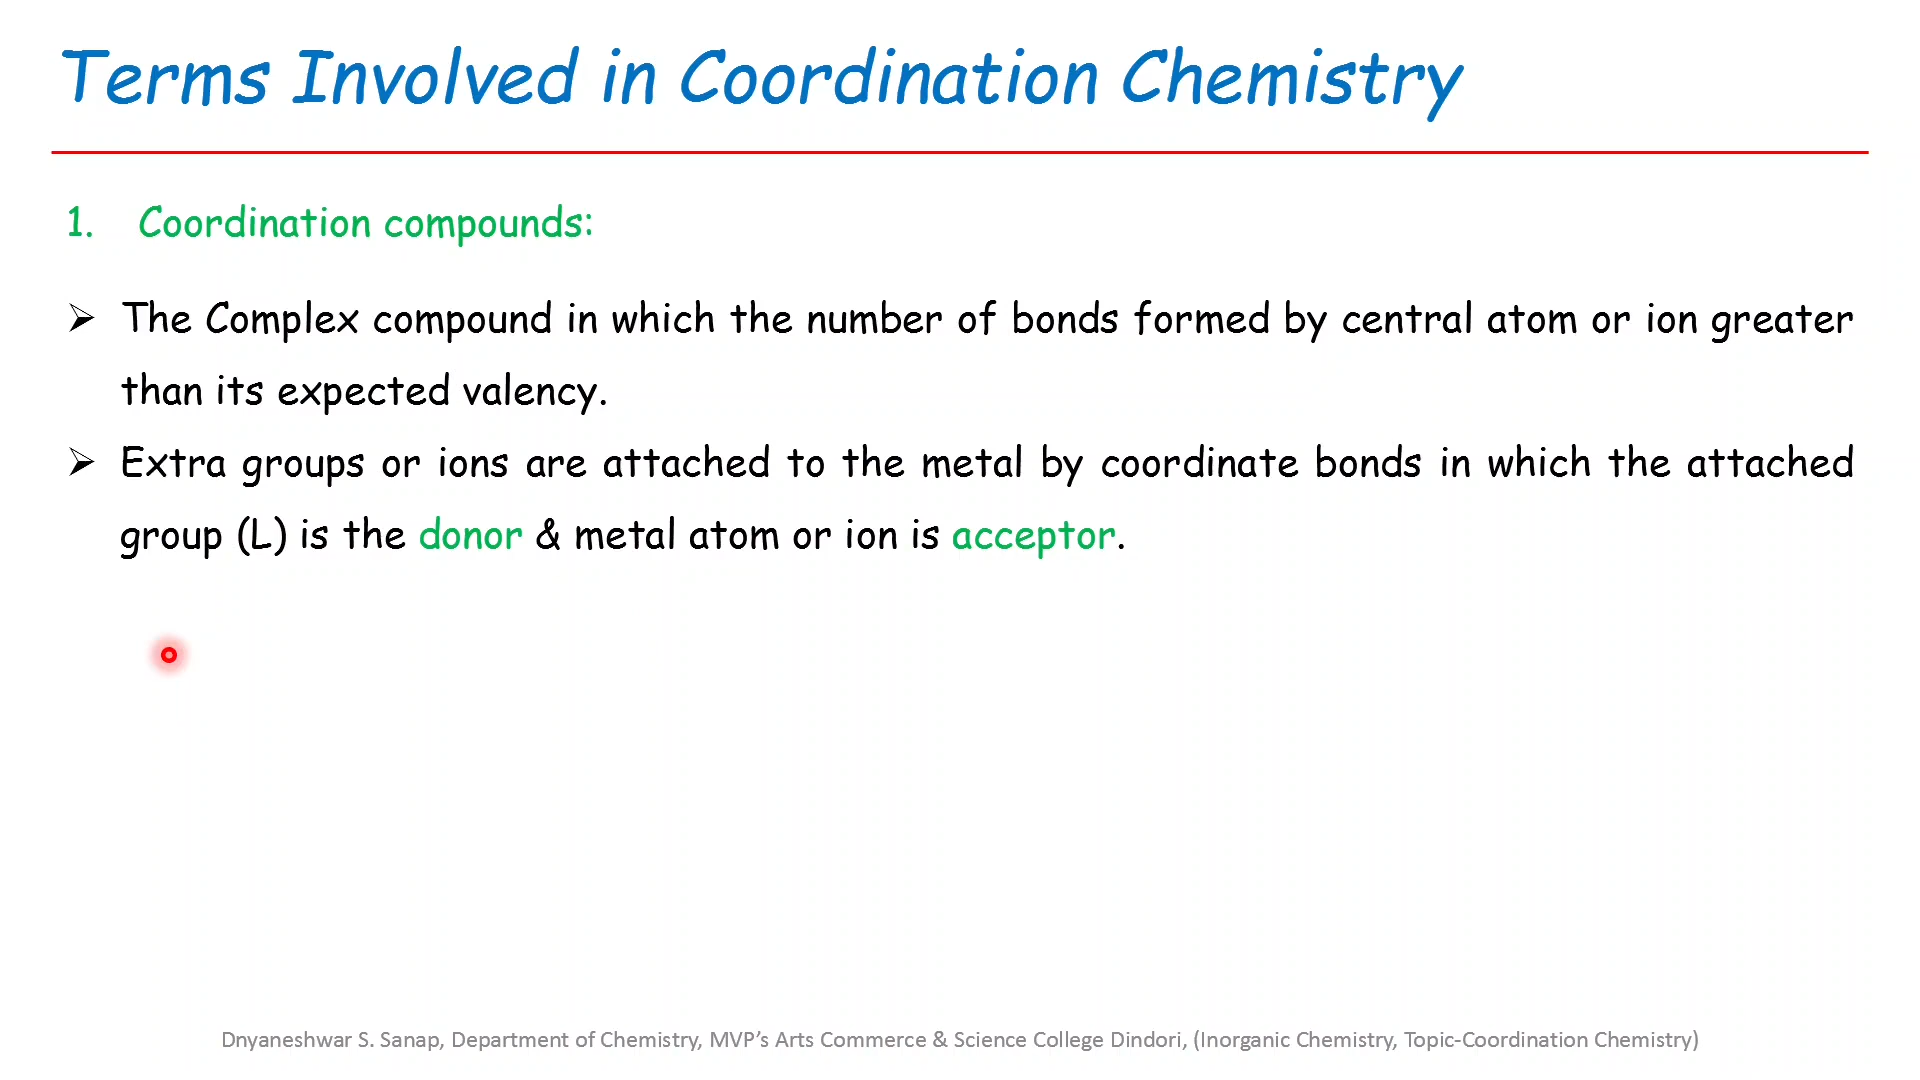 Terms Involved in Coordination Chemistry
1. Coordination compounds:
➢ The Complex compound in which the number of bonds formed by central atom or ion greater
than its expected valency.
➢ Extra groups or ions are attached to the metal by coordinate bonds in which the attached
group (L) is the donor & metal atom or ion is acceptor.
Dnyaneshwar S. Sanap, Department of Chemistry, MVP’s Arts Commerce & Science College Dindori, (Inorganic Chemistry, Topic-Coordination Chemistry)